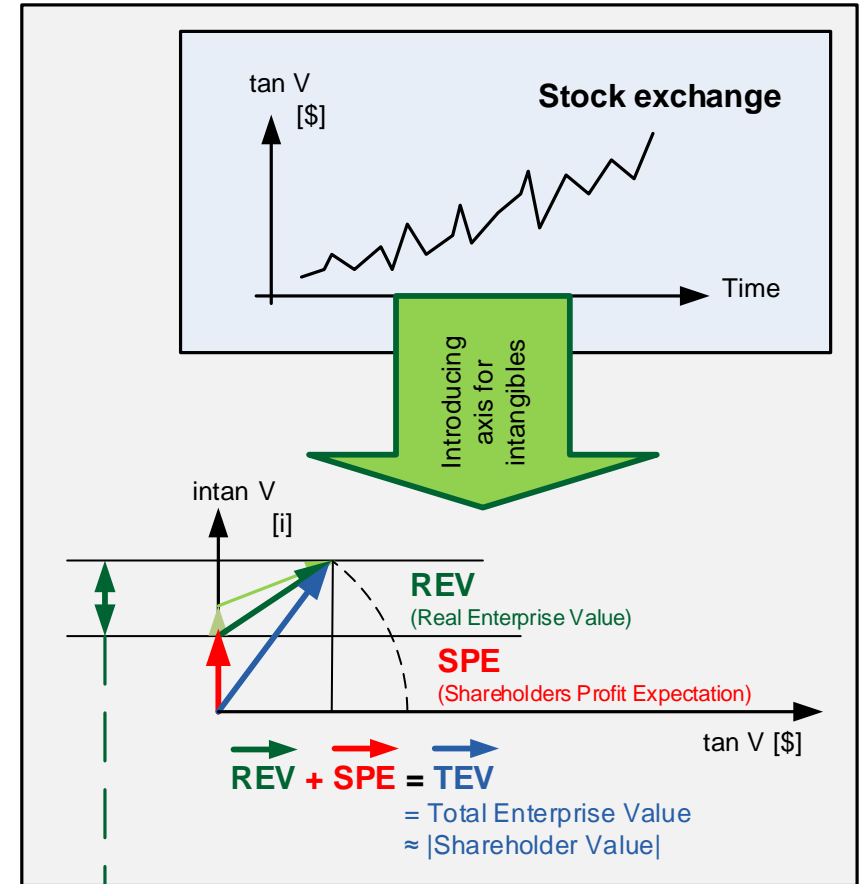 tan V
[$]
Stock exchange
Time
Introducing
axis for
intangibles
intan V
[i]
REV
(Real Enterprise Value)
SPE
(Shareholders Profit Expectation)
tan V [$]
REV + SPE = TEV
= Total Enterprise Value
≈ |Shareholder Value|